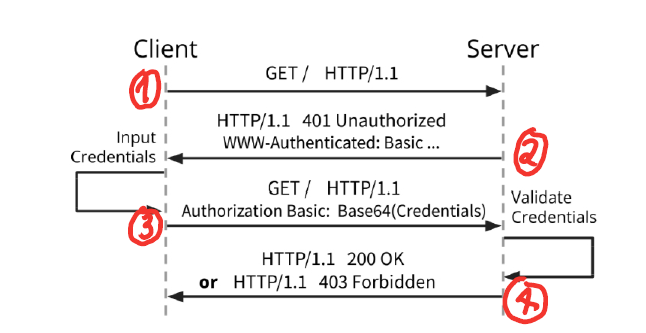 Client
Server
1
GET / HTTP/1.1
HTTP/1.1 401 Unauthorized
WWW-Authenticated: Basic ...
2
Input
Credentials
GET / HTTP/1.1
Authorization Basic: Base64(Credentials)
3
Validate
Credentials
HTTP/1.1 200 OK
or HTTP/1.1 403 Forbidden
4